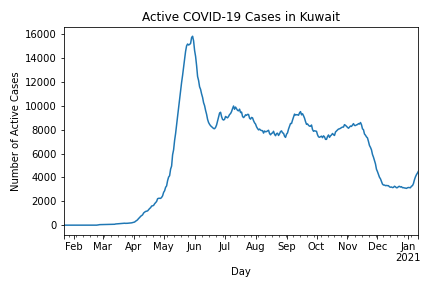 Active COVID-19 Cases in Kuwait
16000
14000
12000
10000
8000
6000
4000
2000
0
Number of Active Cases
Feb Mar Apr May Jun Jul Aug Sep Oct Nov Dec Jan
2021
Day